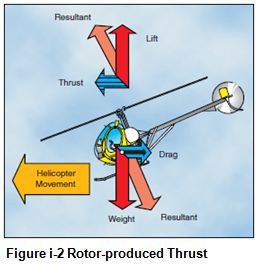 Resultant
Lift
Thrust
Drag
Helicopter
Movement
Weight
Resultant
Figure i-2 Rotor-produced Thrust